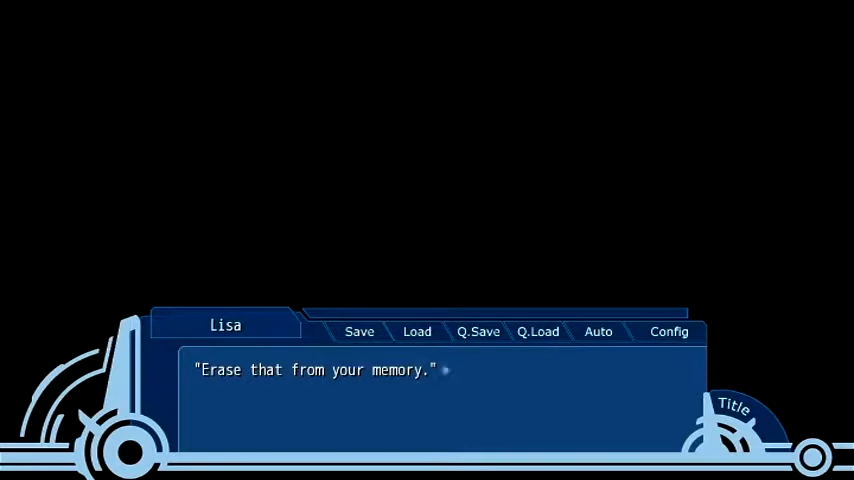 Lisa
Save Load Q.Save Q.Load Auto Config
"Erase that from your memory."
Title